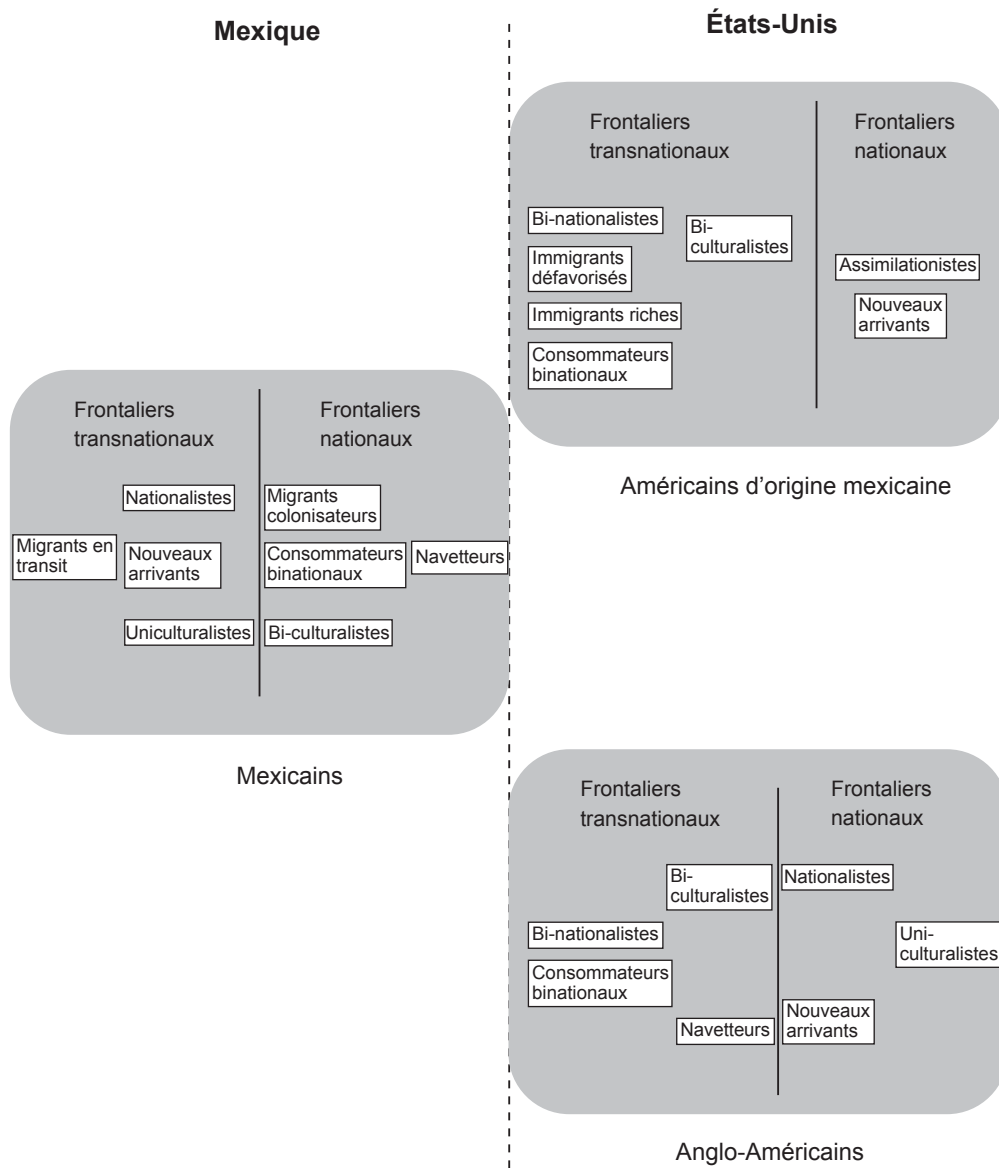 Mexique
États-Unis
Frontaliers
transnationaux
Frontaliers
nationaux
Bi-nationalistes
Bi-
culturalistes
Immigrants
défavorisés
Immigrants riches
Consommateurs
binationaux
Assimilationistes
Nouveaux
arrivants
Américains d'origine mexicaine
Frontaliers
transnationaux
Frontaliers
nationaux
Nationalistes
Migrants en
transit
Nouveaux
arrivants
Uniculturalistes
Migrants
colonisateurs
Consommateurs
binationaux
Navetteurs
Bi-culturalistes
Mexicains
Frontaliers
transnationaux
Frontaliers
nationaux
Bi-
culturalistes
Bi-nationalistes
Consommateurs
binationaux
Navetteurs
Nationalistes
Uni-
culturalistes
Nouveaux
arrivants
Anglo-Américains